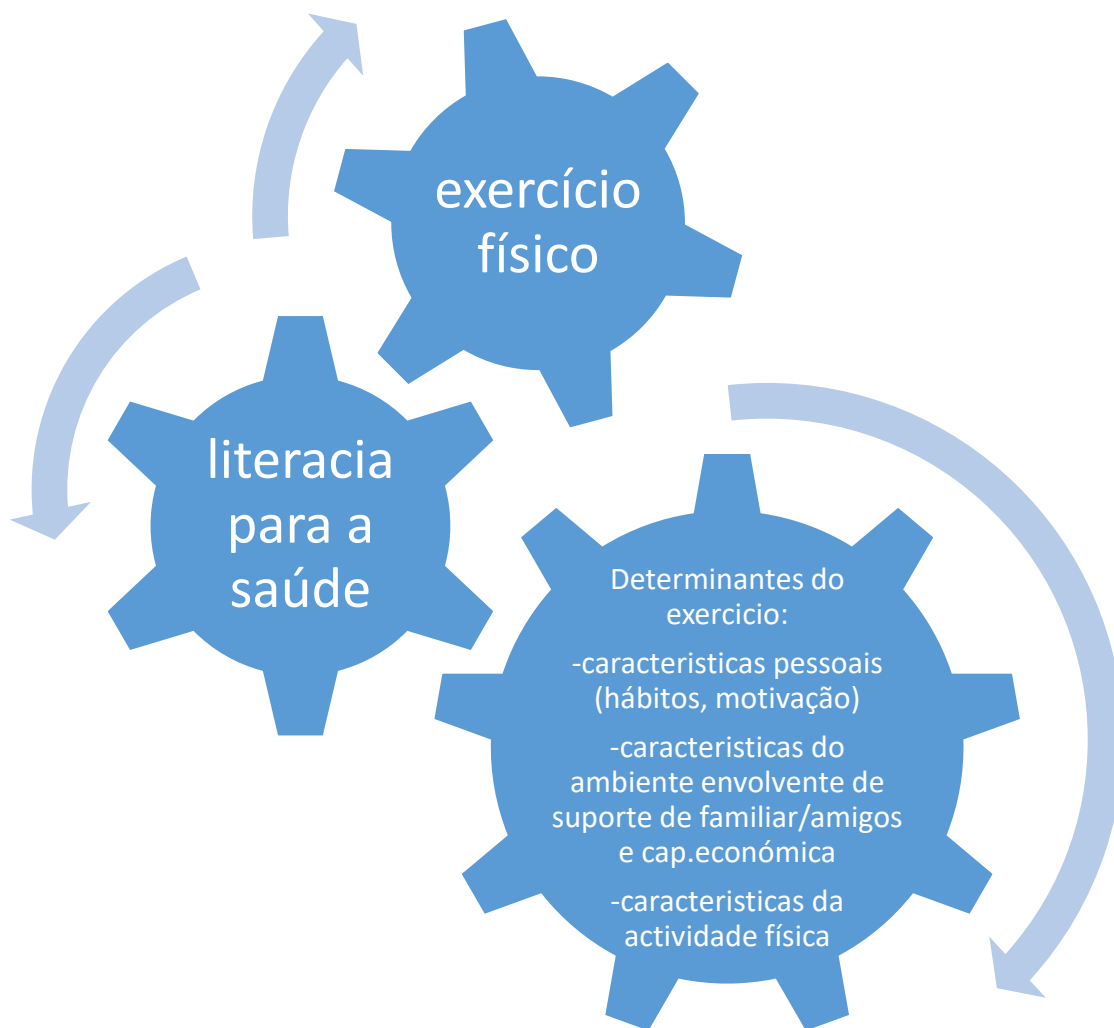 exercício
físico
literacia
para a
saúde
Determinantes do
exercicio:
-caracteristicas pessoais
(hábitos, motivação)
-caracteristicas do
ambiente envolvente de
suporte de familiar/amigos
e cap.económica
-caracteristicas da
actividade física